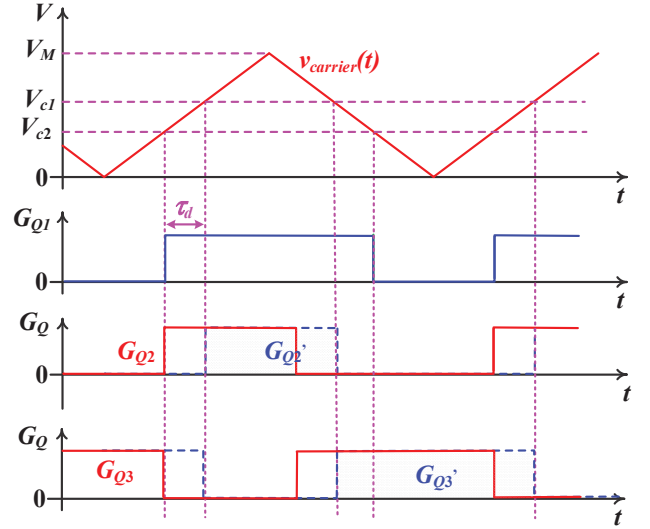 V
V_M
v_carrier(t)
V_c1
V_c2
0
t
τ_d
G_Q1
0
t
G_Q
G_Q2
G_Q2'
0
t
G_Q
G_Q3
G_Q3'
0
t